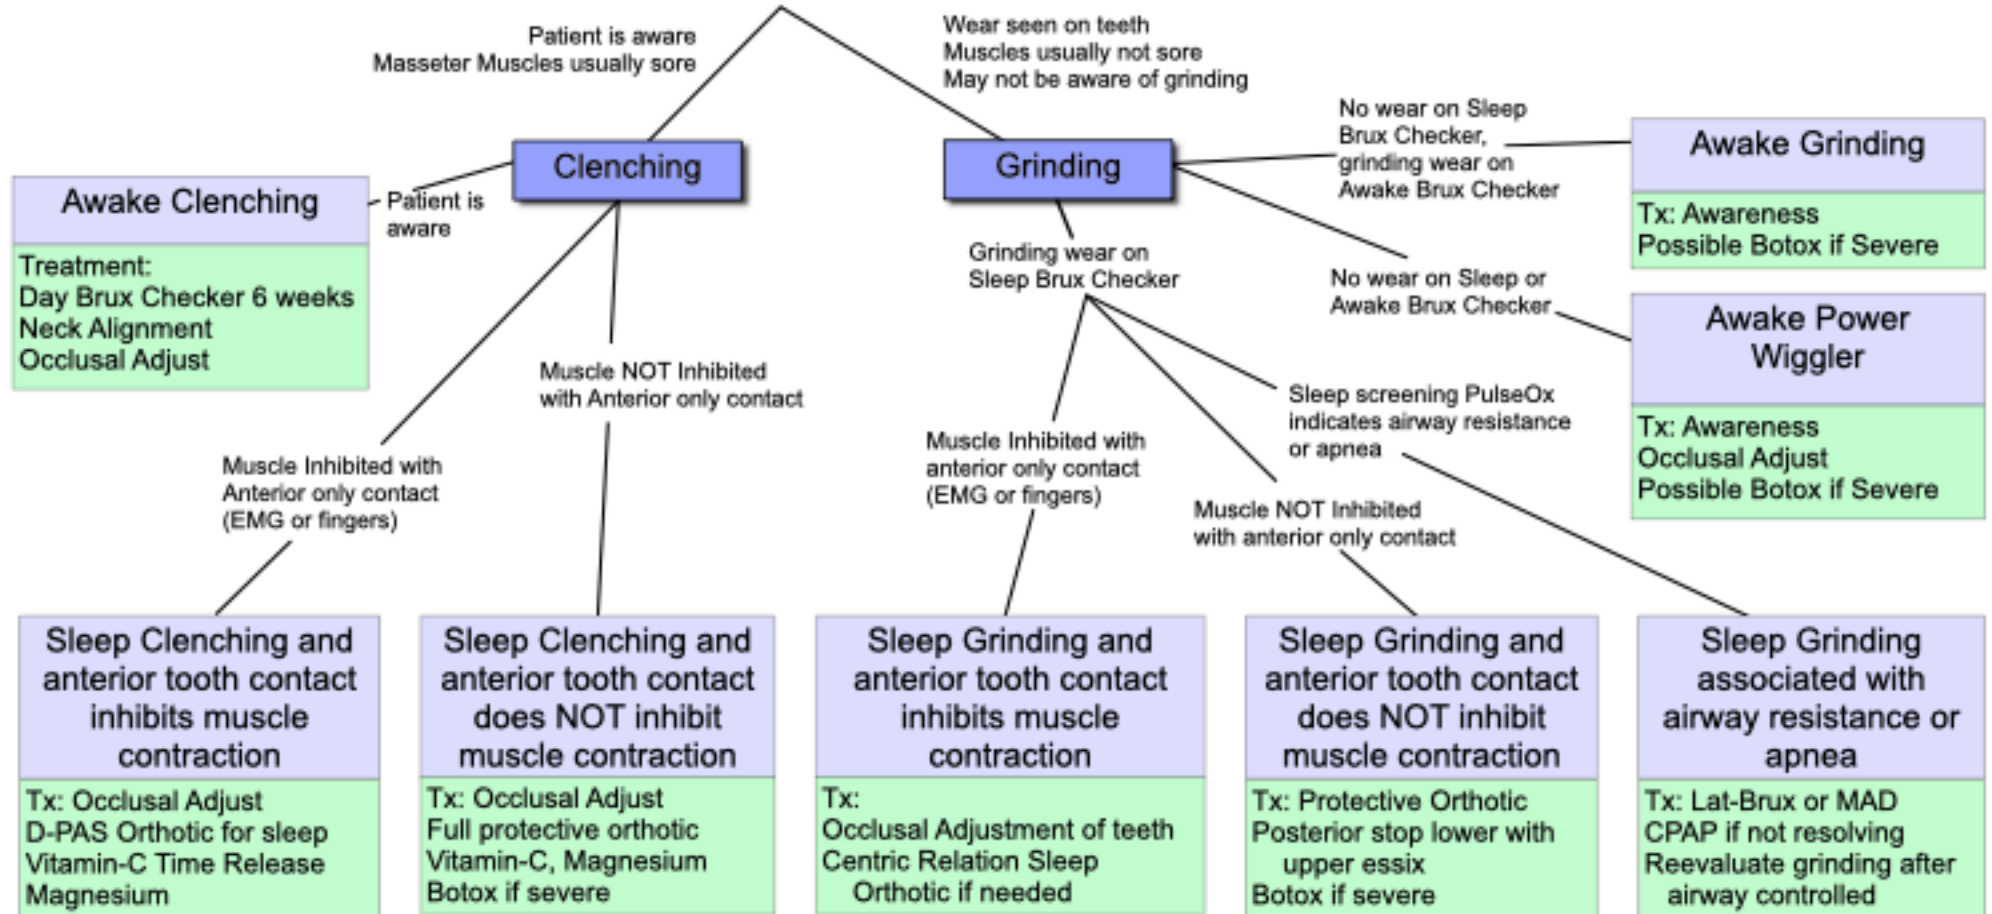 Patient is aware
Masseter Muscles usually sore
Wear seen on teeth
Muscles usually not sore
May not be aware of grinding
Clenching
Grinding
No wear on Sleep
Brux Checker,
grinding wear on
Awake Brux Checker
Awake Grinding
Tx: Awareness
Possible Botox if Severe
Awake Clenching
Patient is
aware
Treatment:
Day Brux Checker 6 weeks
Neck Alignment
Occlusal Adjust
Grinding wear on
Sleep Brux Checker
No wear on Sleep or
Awake Brux Checker
Awake Power
Wiggler
Tx: Awareness
Occlusal Adjust
Possible Botox if Severe
Muscle NOT Inhibited
with Anterior only contact
Sleep screening PulseOx
indicates airway resistance
or apnea
Muscle Inhibited with
Anterior only contact
(EMG or fingers)
Muscle Inhibited with
anterior only contact
(EMG or fingers)
Muscle NOT Inhibited
with anterior only contact
Sleep Clenching and
anterior tooth contact
inhibits muscle
contraction
Tx: Occlusal Adjust
D-PAS Orthotic for sleep
Vitamin-C Time Release
Magnesium
Sleep Clenching and
anterior tooth contact
does NOT inhibit
muscle contraction
Tx: Occlusal Adjust
Full protective orthotic
Vitamin-C, Magnesium
Botox if severe
Sleep Grinding and
anterior tooth contact
inhibits muscle
contraction
Tx:
Occlusal Adjustment of teeth
Centric Relation Sleep
Orthotic if needed
Sleep Grinding and
anterior tooth contact
does NOT inhibit
muscle contraction
Tx: Protective Orthotic
Posterior stop lower with
upper essix
Botox if severe
Sleep Grinding
associated with
airway resistance or
apnea
Tx: Lat-Brux or MAD
CPAP if not resolving
Reevaluate grinding after
airway controlled